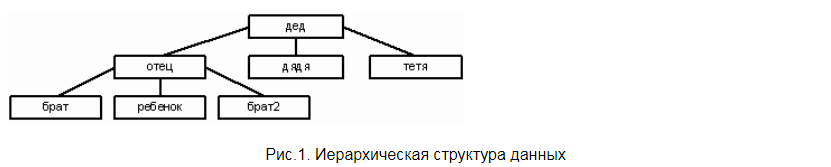 дед
отец дядя тетя
брат ребенок брат2
Рис.1. Иерархическая структура данных